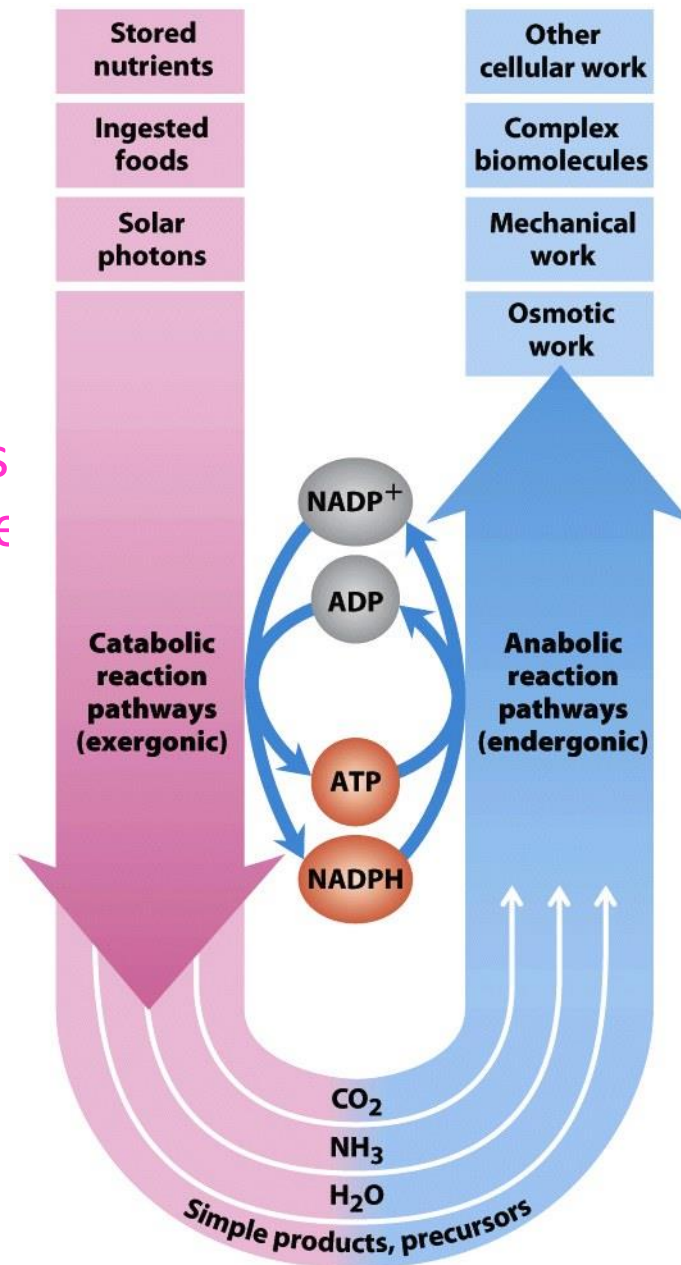 Stored
nutrients
Ingested
foods
Solar
photons
Catabolic
reaction
pathways
(exergonic)
NADP⁺
ADP
ATP
NADPH
Other
cellular work
Complex
biomolecules
Mechanical
work
Osmotic
work
Anabolic
reaction
pathways
(endergonic)
CO₂
NH₃
H₂O
Simple products, precursors